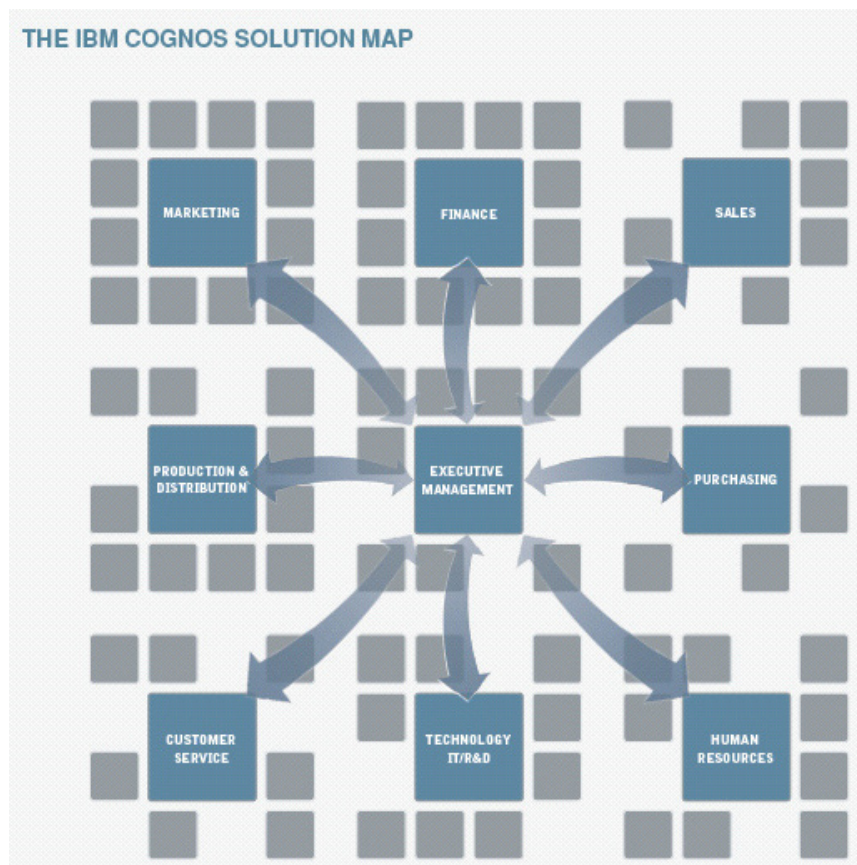 THE IBM COGNOS SOLUTION MAP
MARKETING
FINANCE
SALES
PRODUCTION &
DISTRIBUTION
EXECUTIVE
MANAGEMENT
PURCHASING
CUSTOMER
SERVICE
TECHNOLOGY
IT/R&D
HUMAN
RESOURCES